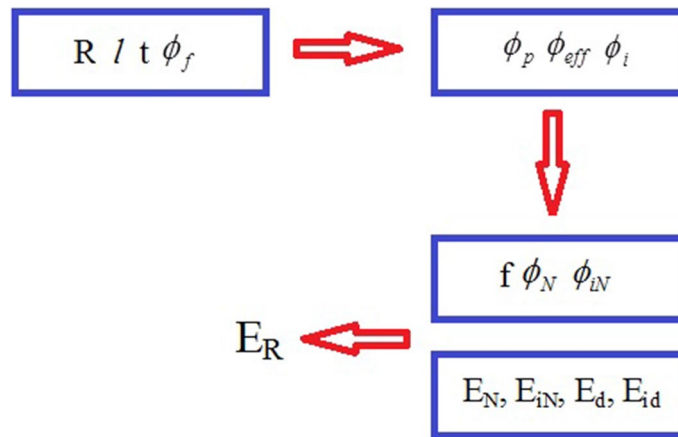 R l t ϕf
ϕp ϕeff ϕi
f ϕN ϕiN
ER
EN, EiN, Ed, Eid